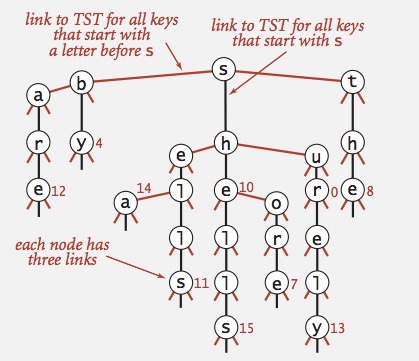 link to TST for all keys
that start with
a letter before s
link to TST for all keys
that start with s
s
b
t
a
r
y 4
h
h
e
u
e 12
14
l
e 10
r 0
e 8
a
o
each node has
three links
l
l
r
e
s 11
l
e 7
l
s 15
y 13